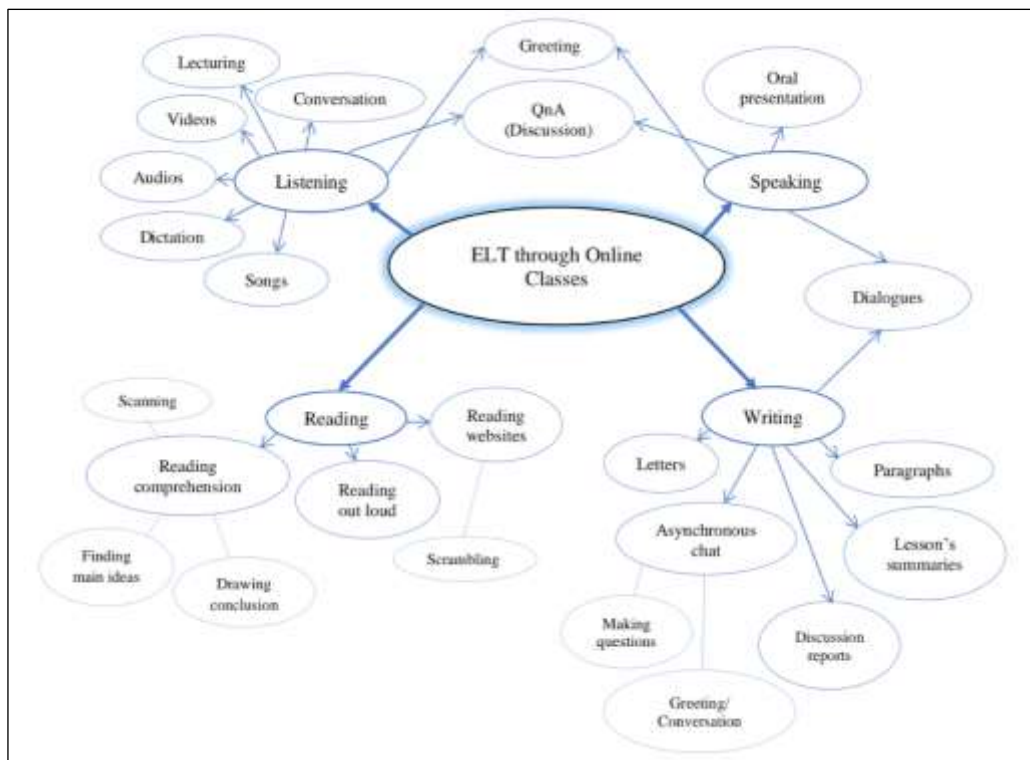 Greeting
Lecturing
Oral
presentation
Conversation
QnA
(Discussion)
Videos
Audios
Listening
Speaking
Dictation
ELT through Online
Classes
Songs
Dialogues
Scanning
Reading
Reading
websites
Writing
Reading
comprehension
Letters
Paragraphs
Reading
out loud
Asynchronous
chat
Lesson's
summaries
Finding
main ideas
Scrambling
Drawing
conclusion
Making
questions
Discussion
reports
Greeting/
Conversation